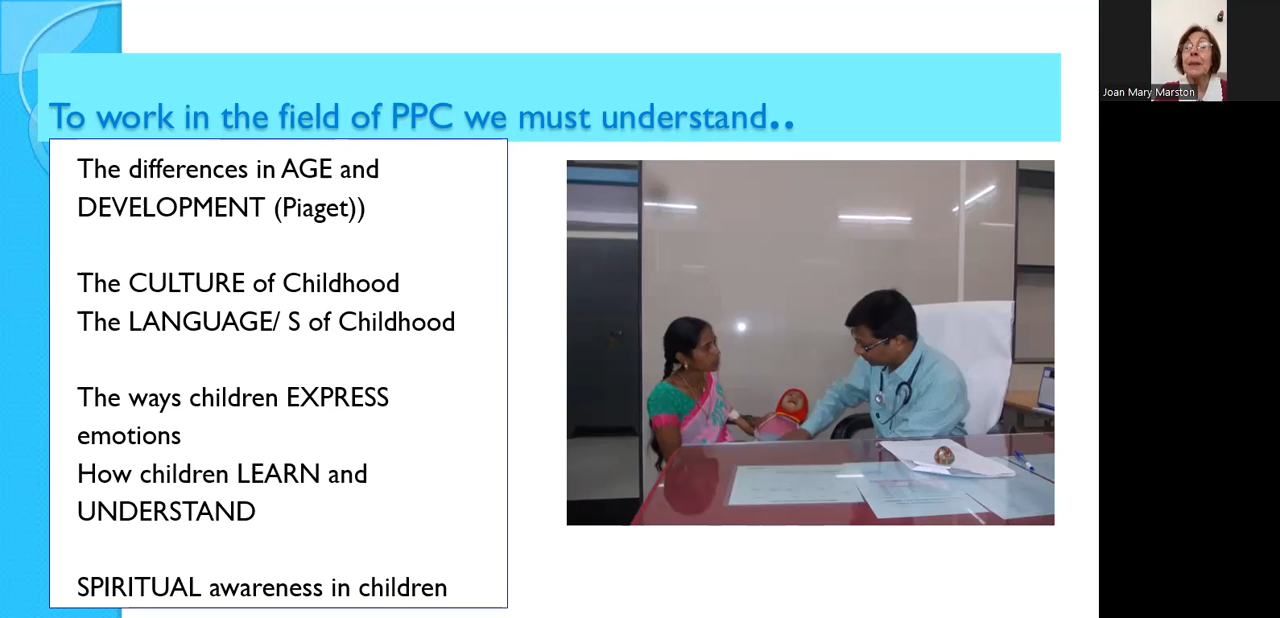 To work in the field of PPC we must understand..
The differences in AGE and
DEVELOPMENT (Piaget))
The CULTURE of Childhood
The LANGUAGE/ S of Childhood
The ways children EXPRESS
emotions
How children LEARN and
UNDERSTAND
SPIRITUAL awareness in children
Joan Mary Marston